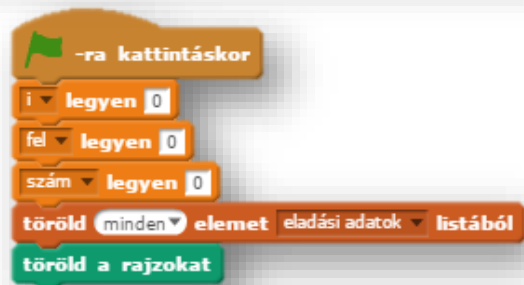 -ra kattintáskor
i legyen 0
fel legyen 0
szám legyen 0
töröld minden elemet eladási adatok listából
töröld a rajzokat